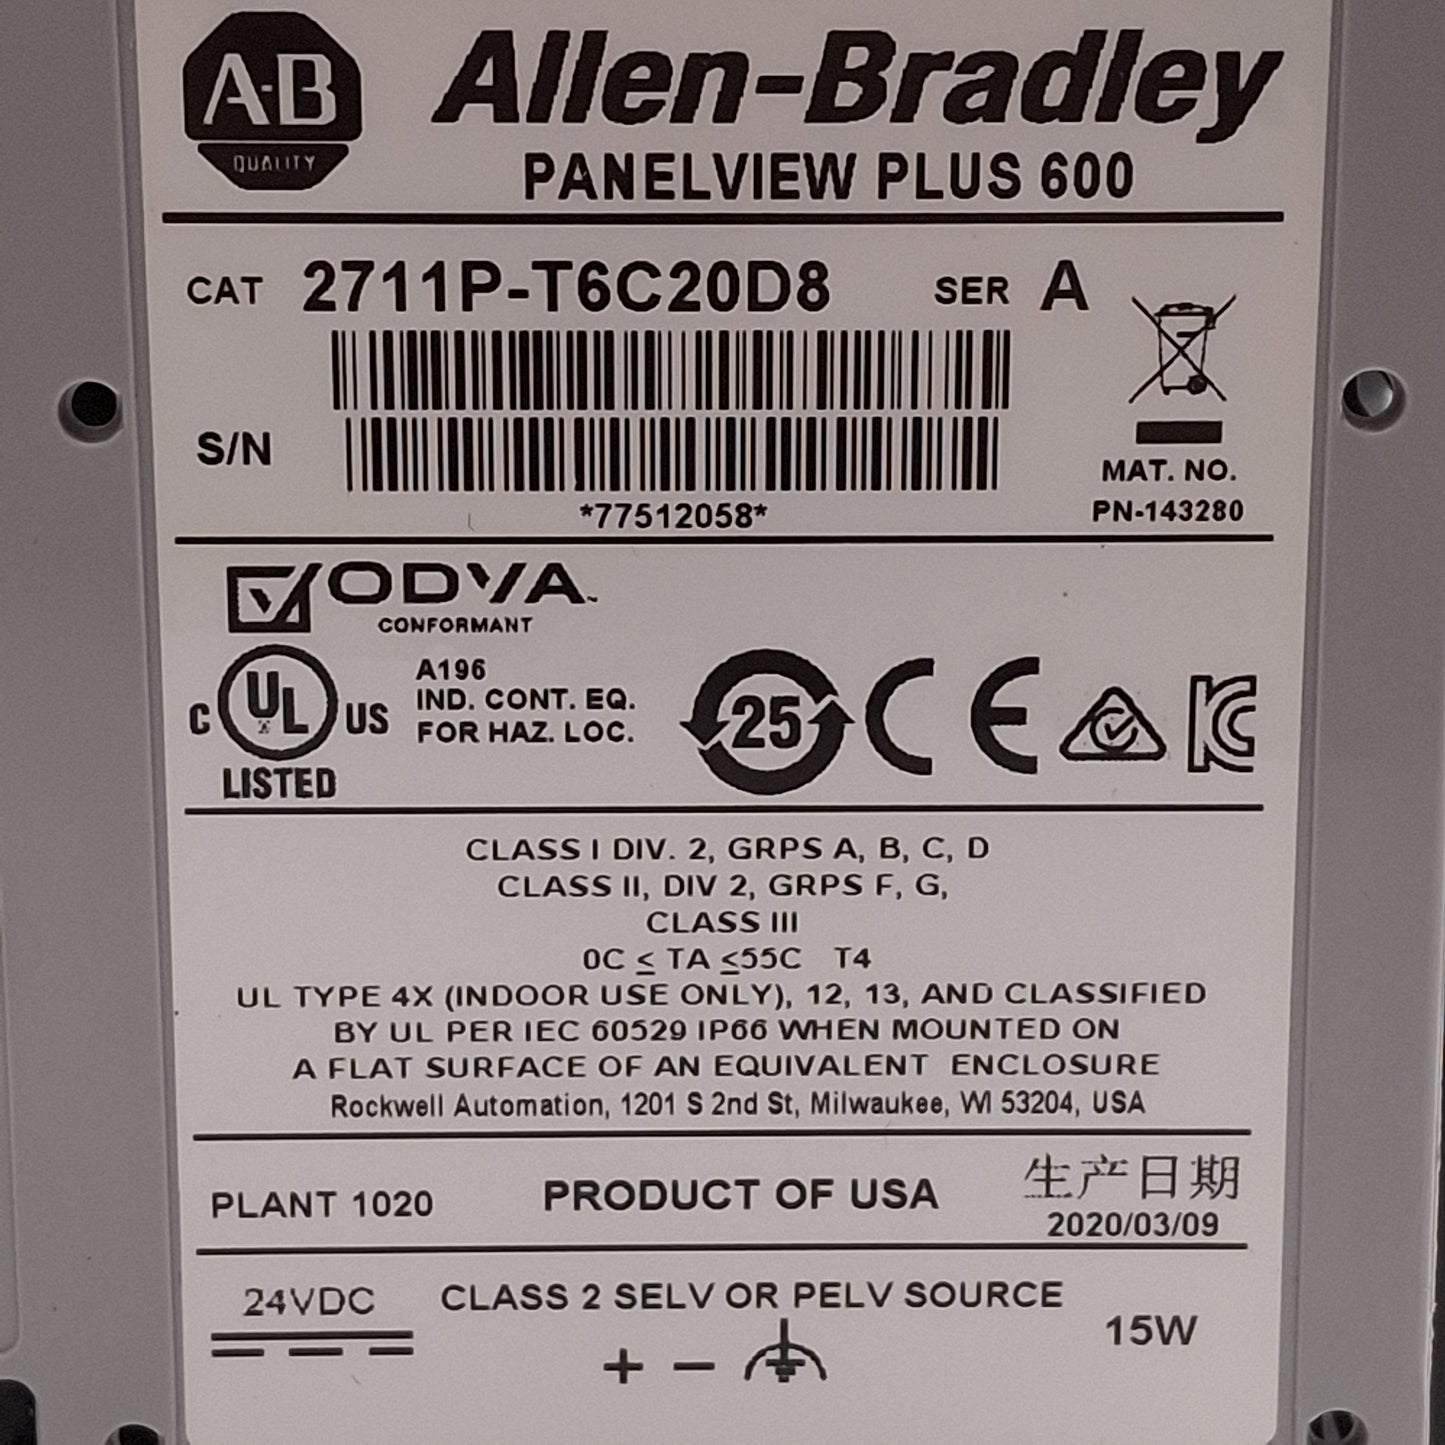 A-B
QUALITY
Allen-Bradley
PANELVIEW PLUS 600
CAT 2711P-T6C20D8 SER A
S/N
*77512058*
MAT. NO.
PN-143280
ODVA
CONFORMANT
C UL US
LISTED
A196
IND. CONT. EQ.
FOR HAZ. LOC.
25
CE
KC
CLASS I DIV. 2, GRPS A, B, C, D
CLASS II, DIV 2, GRPS F, G,
CLASS III
0C ≤ TA ≤55C T4
UL TYPE 4X (INDOOR USE ONLY), 12, 13, AND CLASSIFIED
BY UL PER IEC 60529 IP66 WHEN MOUNTED ON
A FLAT SURFACE OF AN EQUIVALENT ENCLOSURE
Rockwell Automation, 1201 S 2nd St, Milwaukee, WI 53204, USA
PLANT 1020
PRODUCT OF USA
生产日期
2020/03/09
24VDC
CLASS 2 SELV OR PELV SOURCE
15W
+ −